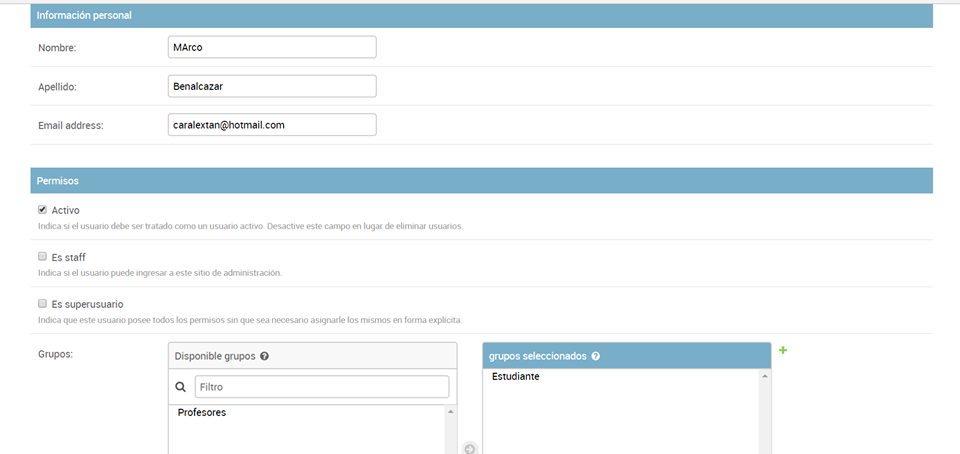 Información personal
Nombre: MArco
Apellido: Benalcazar
Email address: caralextan@hotmail.com
Permisos
Activo
Indica si el usuario debe ser tratado como un usuario activo. Desactive este campo en lugar de eliminar usuarios.
Es staff
Indica si el usuario puede ingresar a este sitio de administración.
Es superusuario
Indica que este usuario posee todos los permisos sin que sea necesario asignarle los mismos en forma explícita.
Grupos: Disponible grupos ? grupos seleccionados ?
Filtro Estudiante
Profesores